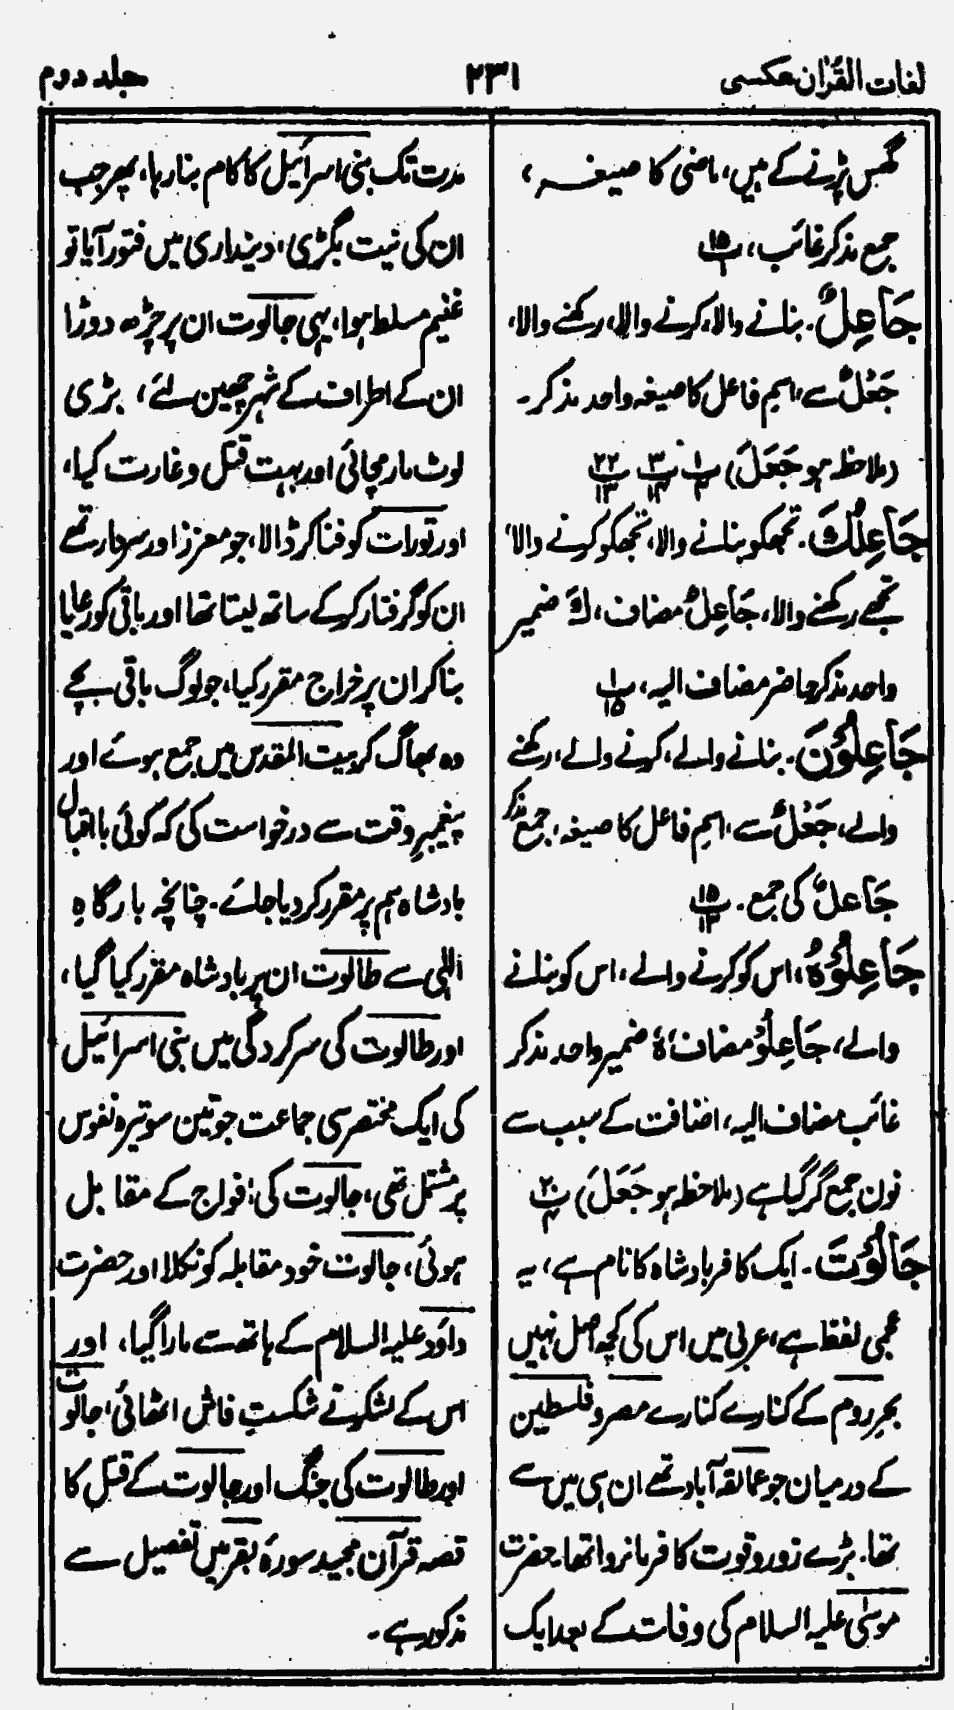 لغات القرآن عکسی
۲۳۱
جلد دوم
گھس پڑنے کے ہیں، ماضی کا صیغہ،
جمع مذکر غائب، پ ۱۵ ۱
جَاعِلٌ. بنانے والا، کرنے والا، رکھنے والا،
جَعْلٌ سے، اسم فاعل کا صیغہ واحد مذکر۔
(ملاحظہ ہو جَعَلَ) پ ۱ ۴ پ ۳ ۱۴ پ ۲۲ ۱۳
جَاعِلُكَ. تجھکو بنانے والا، تجھکو کرنے والا،
تجھے رکھنے والا، جَاعِلُ مضاف، كَ ضمیر
واحد مذکر حاضر مضاف الیہ، پ ۱ ۱۵
جَاعِلُوْنَ. بنانے والے، کرنے والے، رکھنے
والے، جَعْلٌ سے، اسمِ فاعل کا صیغہ، جمع مذکر
جَاعلٌ کی جمع. پ ۱۵ ۱۳
جَاعِلُوْهُ، اس کو کرنے والے، اس کو بنانے
والے، جَاعِلُوْ مضاف، هُ ضمیر واحد مذکر
غائب مضاف الیہ، اضافت کے سبب سے
نون جمع گر گیا ہے (ملاحظہ ہو جَعَلَ) پ ۲۰ ۴
جَالُوْتَ. ایک کافر بادشاہ کا نام ہے، یہ
عجمی لفظ ہے، عربی میں اس کی کچھ اصل نہیں
بحرِ روم کے کنارے کنارے مصر و فلسطین
کے درمیان جو عمالقہ آباد تھے ان ہی میں سے
تھا. بڑے زور و قوت کا فرمانروا تھا. حضرت
موسٰی علیہ السلام کی وفات کے بعد ایک
مدت تک بنی اسرائیل کا کام بنا رہا، پھر جب
ان کی نیت بگڑی، دینداری میں فتور آیا تو
غنیم مسلط ہوا، یہی جالوت ان پر چڑھ دوڑا
ان کے اطراف کے شہر چھین لئے، بڑی
لوٹ مار مچائی اور بہت قتل و غارت کیا،
اور تورات کو فنا کر ڈالا، جو معزز اور سردار تھے
ان کو گرفتار کر کے ساتھ لیتا تھا اور باقی کو رعایا
بنا کر ان پر خراج مقرر کیا، جو لوگ باقی بچے
وہ بھاگ کر بیت المقدس میں جمع ہوئے اور
پیغمبرِ وقت سے درخواست کی کہ کوئی بااقبال
بادشاہ ہم پر مقرر کر دیا جائے. چنانچہ بارگاہِ
الٰہی سے طالوت ان پر بادشاہ مقرر کیا گیا،
اور طالوت کی سرکردگی میں بنی اسرائیل
کی ایک مختصر سی جماعت جو تین سو تیرہ نفوس
پر مشتمل تھی، جالوت کی افواج کے مقابل
ہوئی، جالوت خود مقابلہ کو نکلا اور حضرت
داؤد علیہ السلام کے ہاتھ سے مارا گیا، اور
اس کے لشکر نے شکستِ فاش اٹھائی، جالوت
اور طالوت کی جنگ اور جالوت کے قتل کا
قصہ قرآن مجید سورۂ بقر میں تفصیل سے
مذکور ہے۔